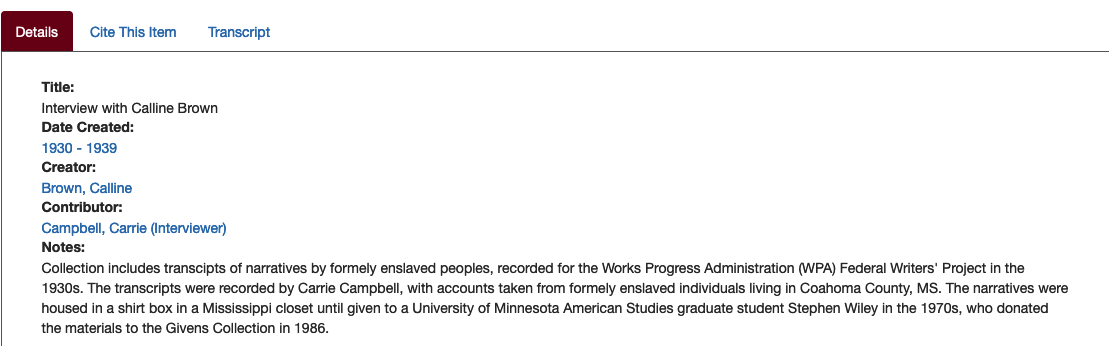 Details Cite This Item Transcript
Title:
Interview with Calline Brown
Date Created:
1930 - 1939
Creator:
Brown, Calline
Contributor:
Campbell, Carrie (Interviewer)
Notes:
Collection includes transcipts of narratives by formely enslaved peoples, recorded for the Works Progress Administration (WPA) Federal Writers' Project in the
1930s. The transcripts were recorded by Carrie Campbell, with accounts taken from formely enslaved individuals living in Coahoma County, MS. The narratives were
housed in a shirt box in a Mississippi closet until given to a University of Minnesota American Studies graduate student Stephen Wiley in the 1970s, who donated
the materials to the Givens Collection in 1986.